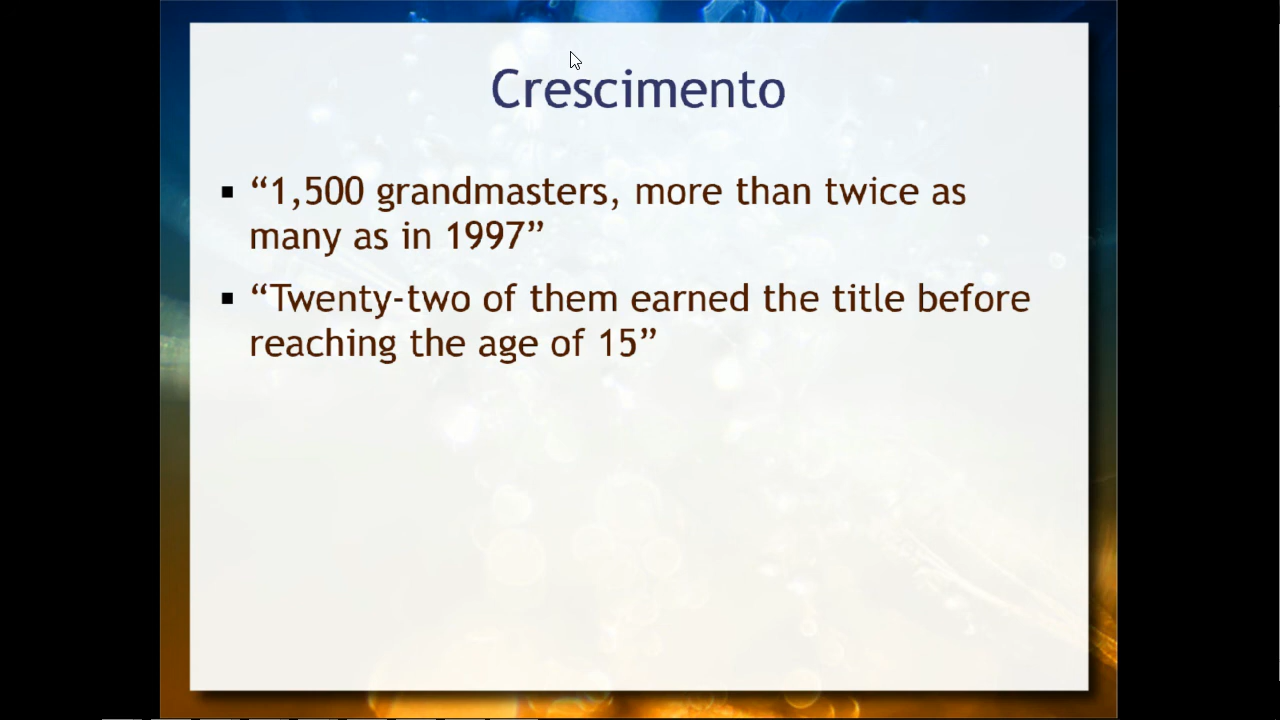 Crescimento
▪ “1,500 grandmasters, more than twice as
many as in 1997”
▪ “Twenty-two of them earned the title before
reaching the age of 15”